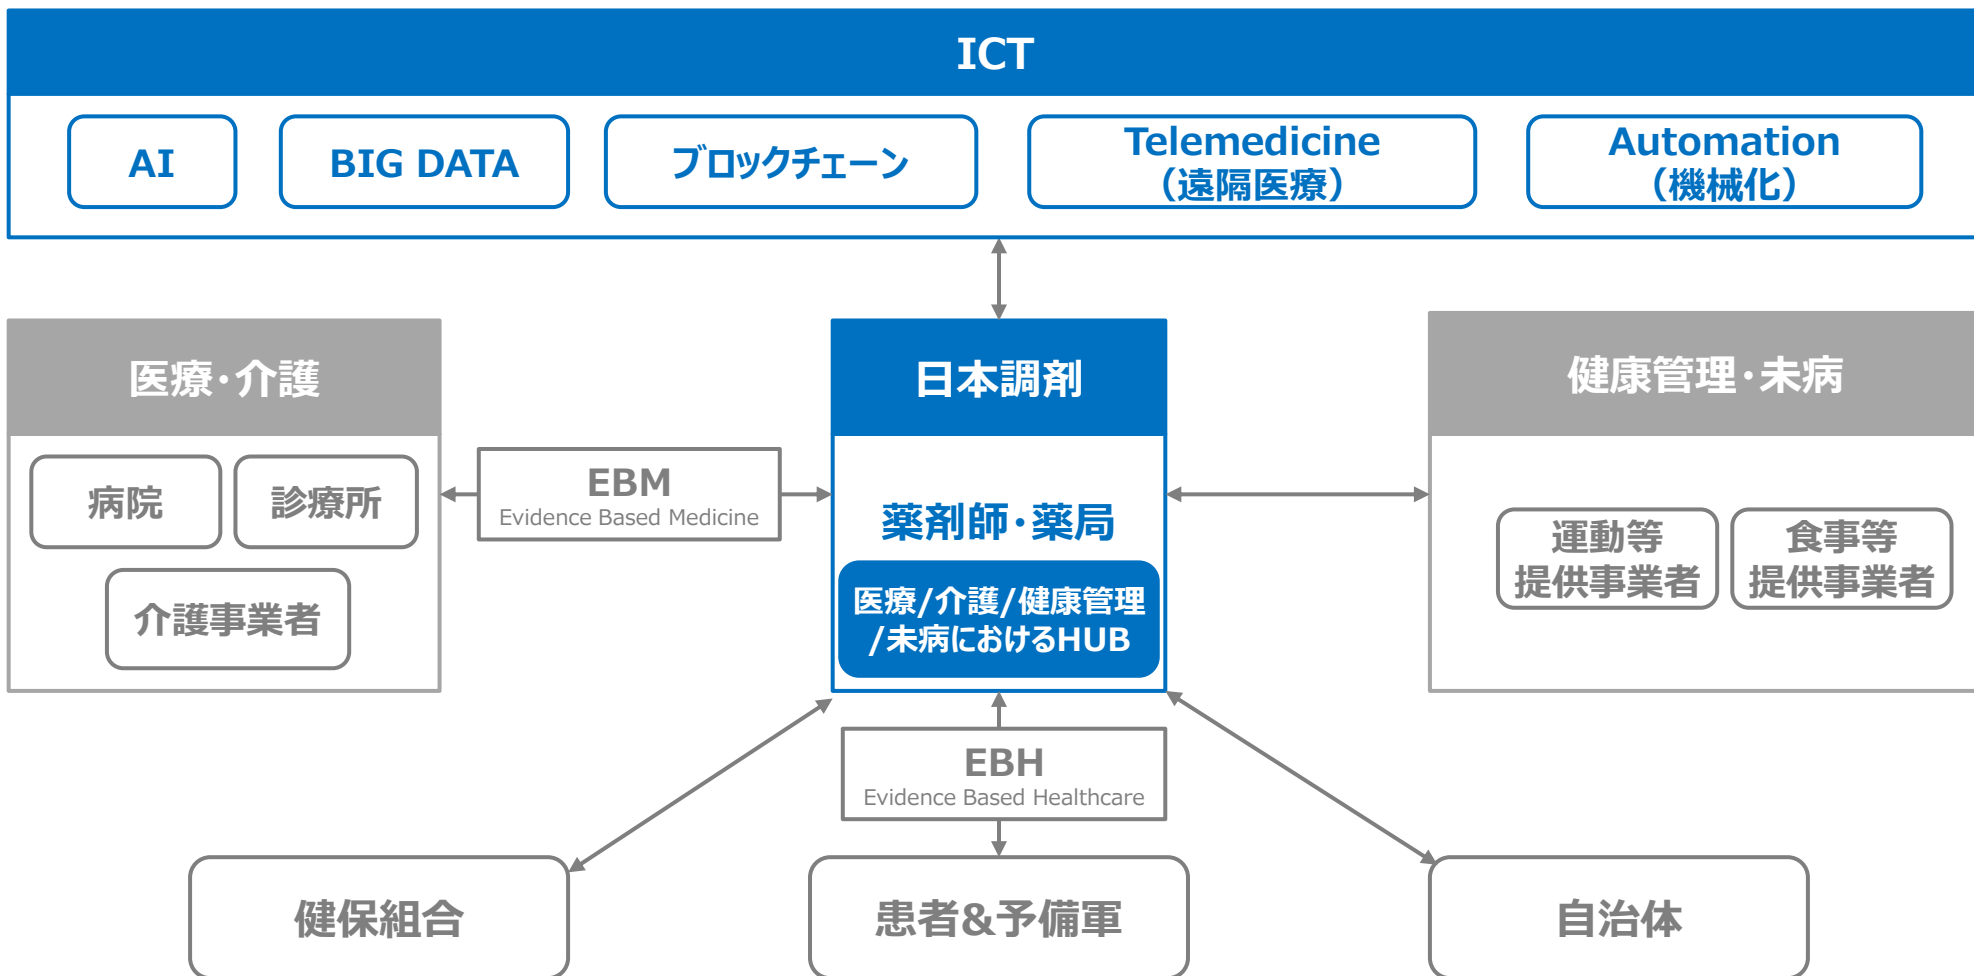 ICT
AI
BIG DATA
ブロックチェーン
Telemedicine
（遠隔医療）
Automation
（機械化）
医療・介護
病院
診療所
介護事業者
EBM
Evidence Based Medicine
日本調剤
薬剤師・薬局
医療/介護/健康管理
/未病におけるHUB
健康管理・未病
運動等
提供事業者
食事等
提供事業者
EBH
Evidence Based Healthcare
健保組合
患者&予備軍
自治体